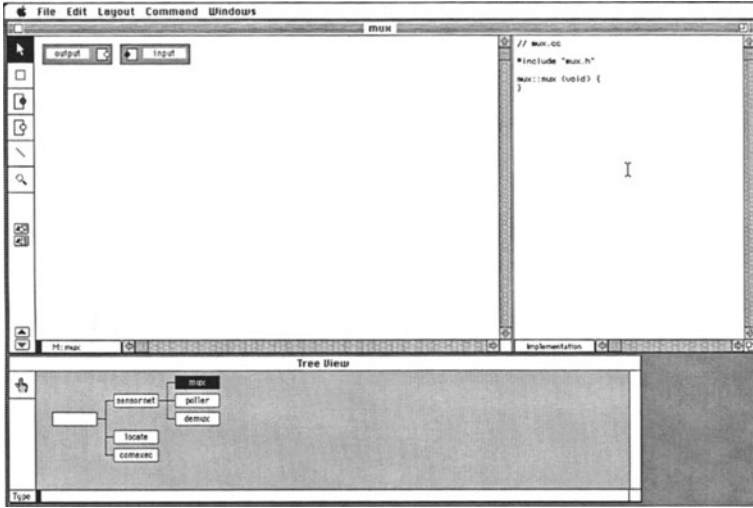 File Edit Layout Command Windows
mux
output input
// mux.cc
#include "mux.h"
mux::mux (void) {
}
M: mux
Implementation
Tree View
mux
sensornet poller
demux
locate
comexec
Type